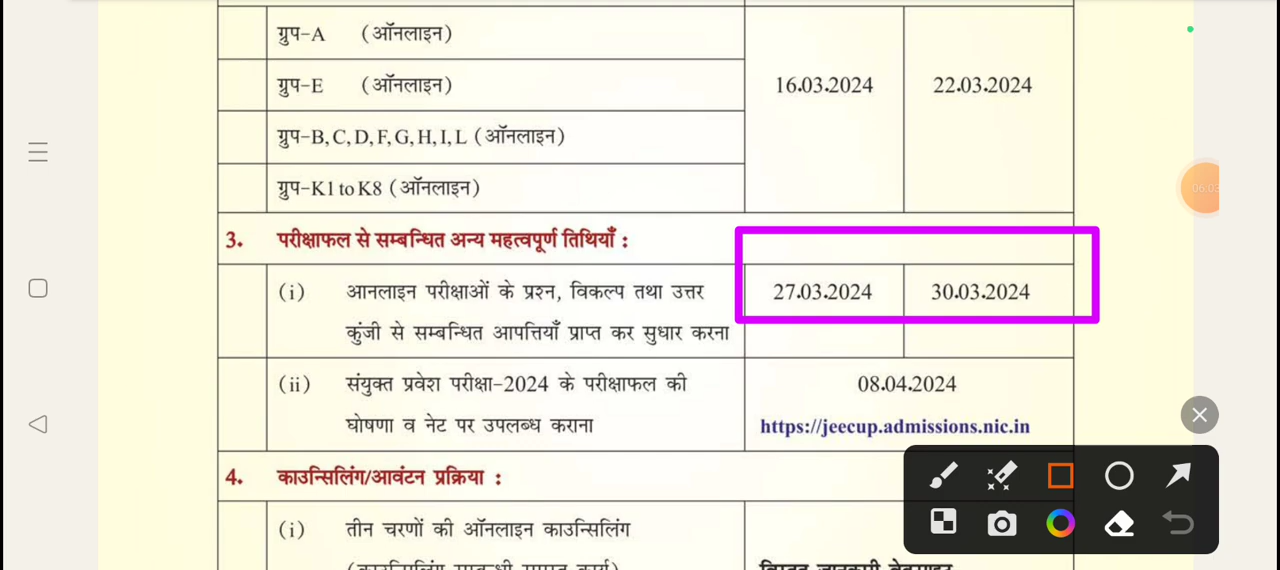 ग्रुप-A (ऑनलाइन)
ग्रुप-E (ऑनलाइन)
16.03.2024 22.03.2024
ग्रुप-B, C, D, F, G, H, I, L (ऑनलाइन)
ग्रुप-K1 to K8 (ऑनलाइन)
3. परीक्षाफल से सम्बन्धित अन्य महत्वपूर्ण तिथियाँ :
(i) आनलाइन परीक्षाओं के प्रश्न, विकल्प तथा उत्तर 27.03.2024 30.03.2024
कुंजी से सम्बन्धित आपत्तियाँ प्राप्त कर सुधार करना
(ii) संयुक्त प्रवेश परीक्षा-2024 के परीक्षाफल की 08.04.2024
घोषणा व नेट पर उपलब्ध कराना https://jeecup.admissions.nic.in
4. काउन्सिलिंग/आवंटन प्रक्रिया :
(i) तीन चरणों की ऑनलाइन काउन्सिलिंग
06:03